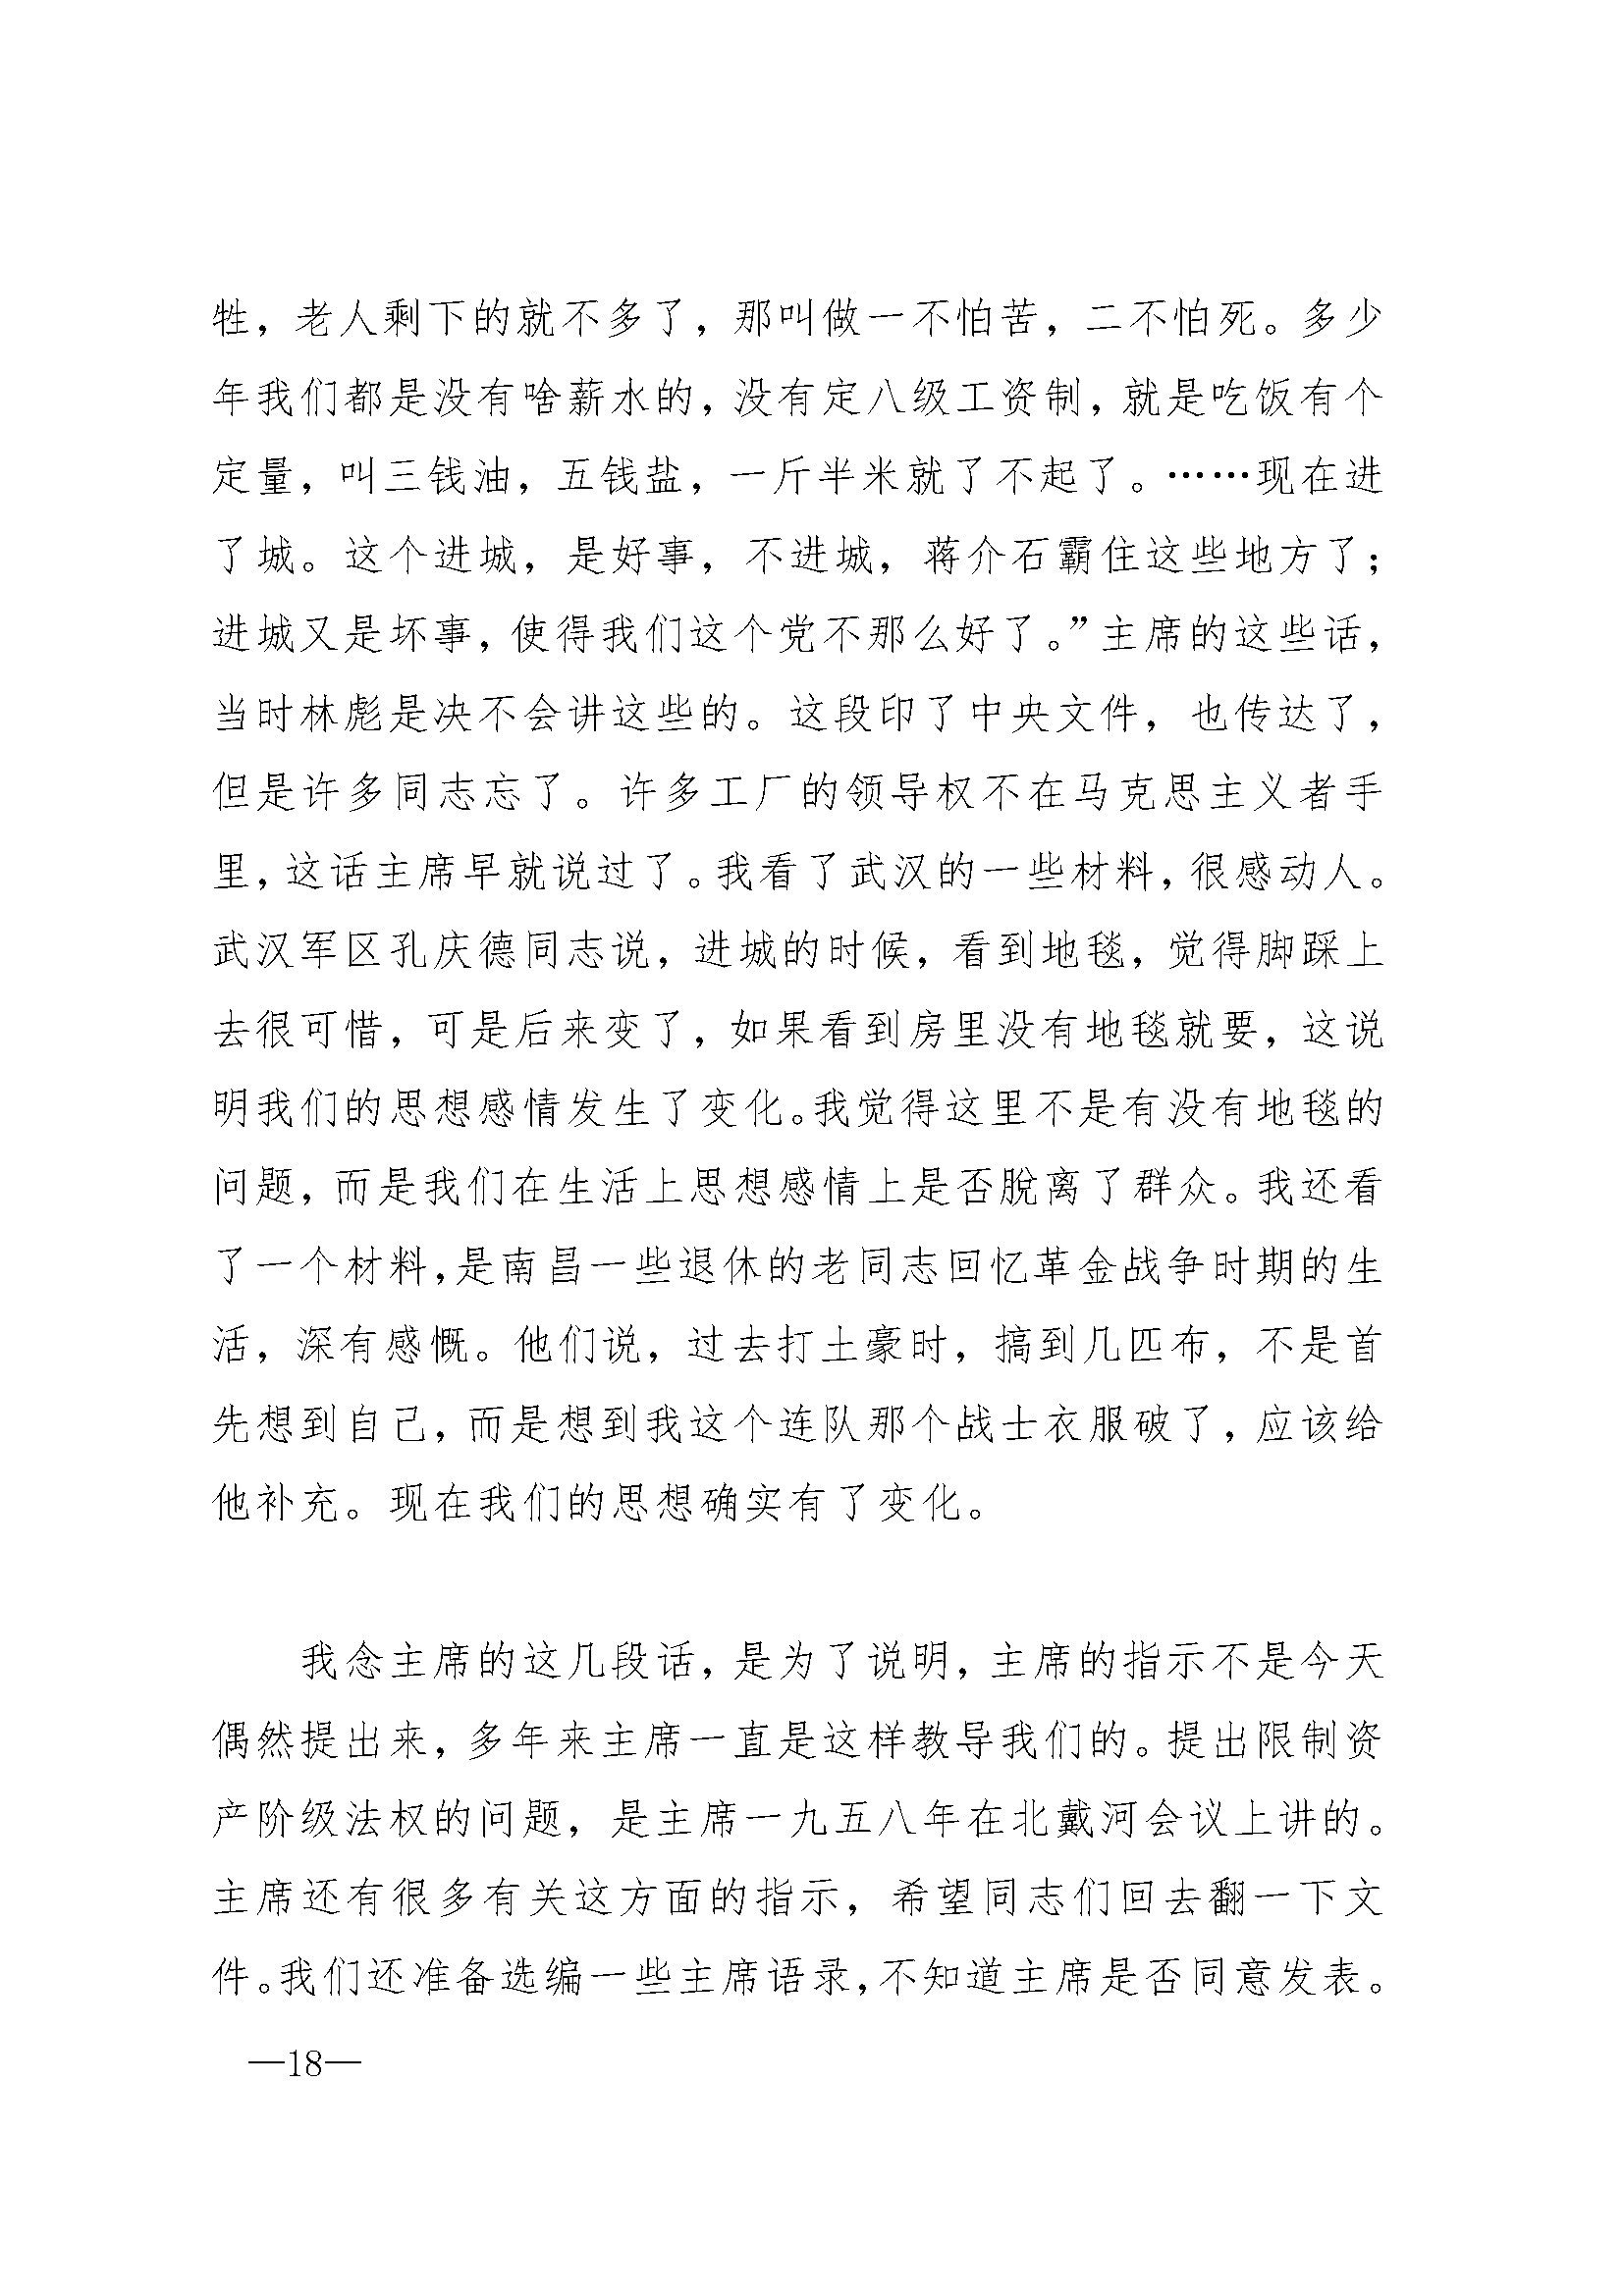 牲，老人剩下的就不多了，那叫做一不怕苦，二不怕死。多少
年我们都是没有啥薪水的，没有定八级工资制，就是吃饭有个
定量，叫三钱油，五钱盐，一斤半米就了不起了。……现在进
了城。这个进城，是好事，不进城，蒋介石霸住这些地方了；
进城又是坏事，使得我们这个党不那么好了。”主席的这些话，
当时林彪是决不会讲这些的。这段印了中央文件，也传达了，
但是许多同志忘了。许多工厂的领导权不在马克思主义者手
里，这话主席早就说过了。我看了武汉的一些材料，很感动人。
武汉军区孔庆德同志说，进城的时候，看到地毯，觉得脚踩上
去很可惜，可是后来变了，如果看到房里没有地毯就要，这说
明我们的思想感情发生了变化。我觉得这里不是有没有地毯的
问题，而是我们在生活上思想感情上是否脱离了群众。我还看
了一个材料，是南昌一些退休的老同志回忆革金战争时期的生
活，深有感慨。他们说，过去打土豪时，搞到几匹布，不是首
先想到自己，而是想到我这个连队那个战士衣服破了，应该给
他补充。现在我们的思想确实有了变化。
我念主席的这几段话，是为了说明，主席的指示不是今天
偶然提出来，多年来主席一直是这样教导我们的。提出限制资
产阶级法权的问题，是主席一九五八年在北戴河会议上讲的。
主席还有很多有关这方面的指示，希望同志们回去翻一下文
件。我们还准备选编一些主席语录，不知道主席是否同意发表。
—18—